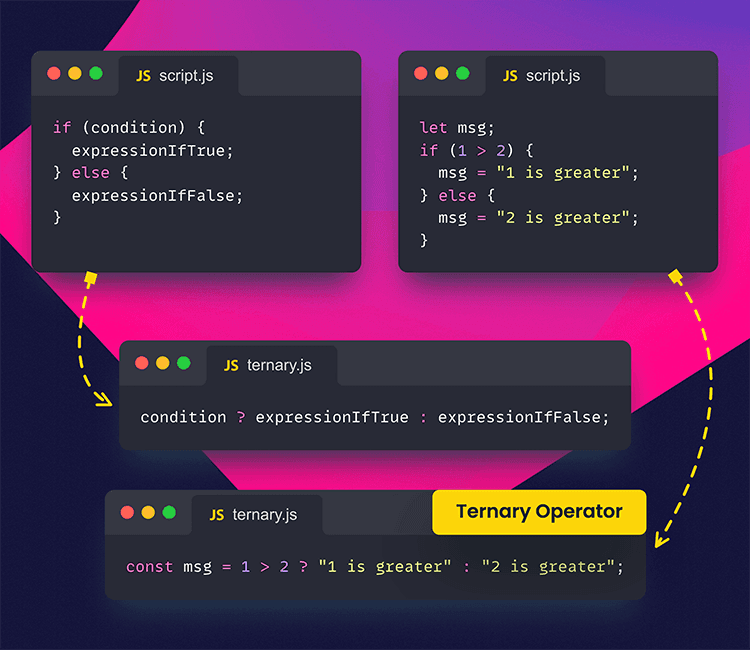 JS script.js
if (condition) {
  expressionIfTrue;
} else {
  expressionIfFalse;
}
JS script.js
let msg;
if (1 > 2) {
  msg = "1 is greater";
} else {
  msg = "2 is greater";
}
JS ternary.js
condition ? expressionIfTrue : expressionIfFalse;
JS ternary.js
Ternary Operator
const msg = 1 > 2 ? "1 is greater" : "2 is greater";